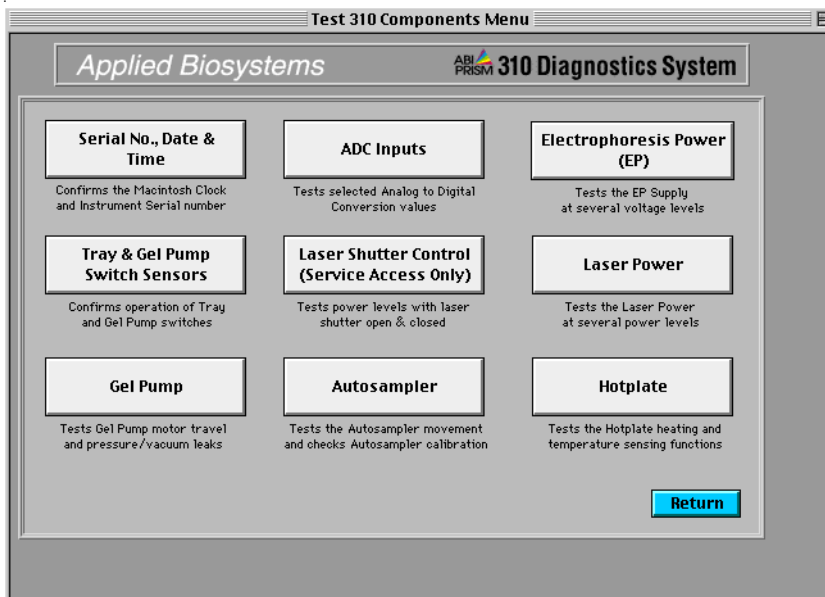 Test 310 Components Menu
Applied Biosystems
ABI PRISM 310 Diagnostics System
Serial No., Date &
Time
Confirms the Macintosh Clock
and Instrument Serial number
ADC Inputs
Tests selected Analog to Digital
Conversion values
Electrophoresis Power
(EP)
Tests the EP Supply
at several voltage levels
Tray & Gel Pump
Switch Sensors
Confirms operation of Tray
and Gel Pump switches
Laser Shutter Control
(Service Access Only)
Tests power levels with laser
shutter open & closed
Laser Power
Tests the Laser Power
at several power levels
Gel Pump
Tests Gel Pump motor travel
and pressure/vacuum leaks
Autosampler
Tests the Autosampler movement
and checks Autosampler calibration
Hotplate
Tests the Hotplate heating and
temperature sensing functions
Return